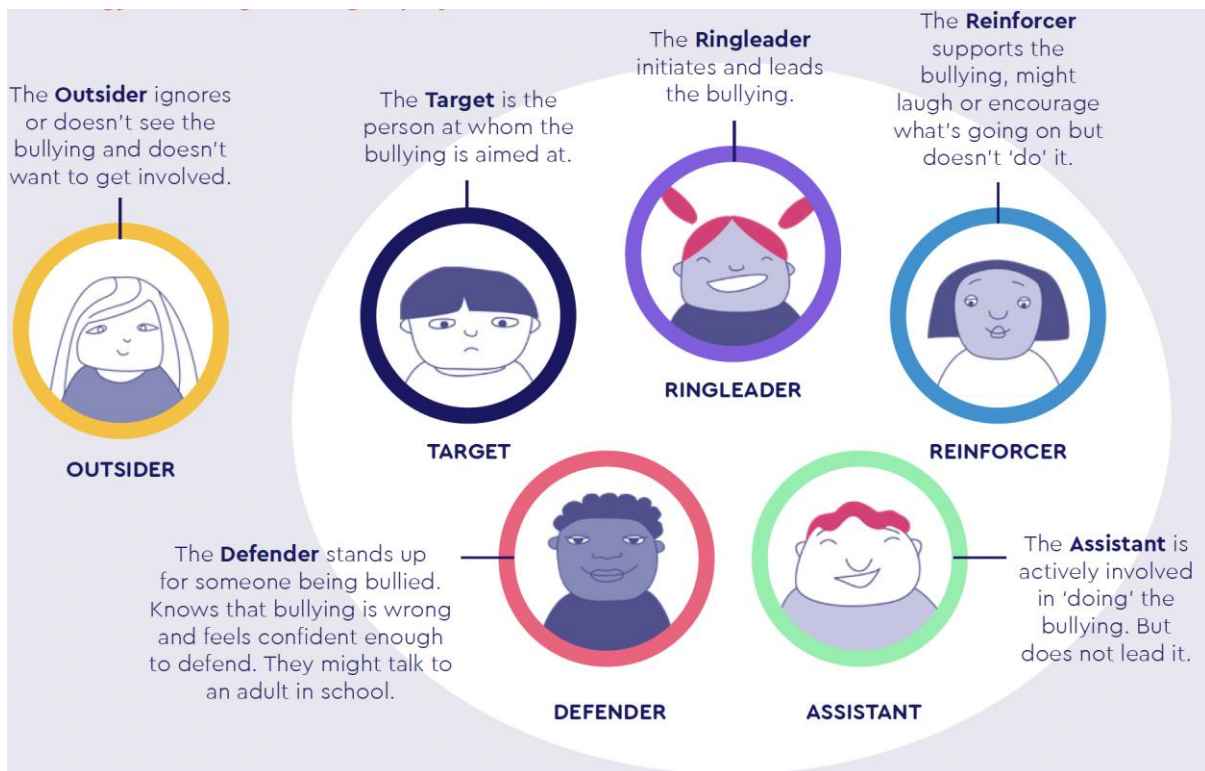 The Outsider ignores
or doesn't see the
bullying and doesn't
want to get involved.
OUTSIDER
The Target is the
person at whom the
bullying is aimed at.
TARGET
The Ringleader
initiates and leads
the bullying.
RINGLEADER
The Reinforcer
supports the
bullying, might
laugh or encourage
what's going on but
doesn't 'do' it.
REINFORCER
The Defender stands up
for someone being bullied.
Knows that bullying is wrong
and feels confident enough
to defend. They might talk to
an adult in school.
DEFENDER
The Assistant is
actively involved
in 'doing' the
bullying. But
does not lead it.
ASSISTANT